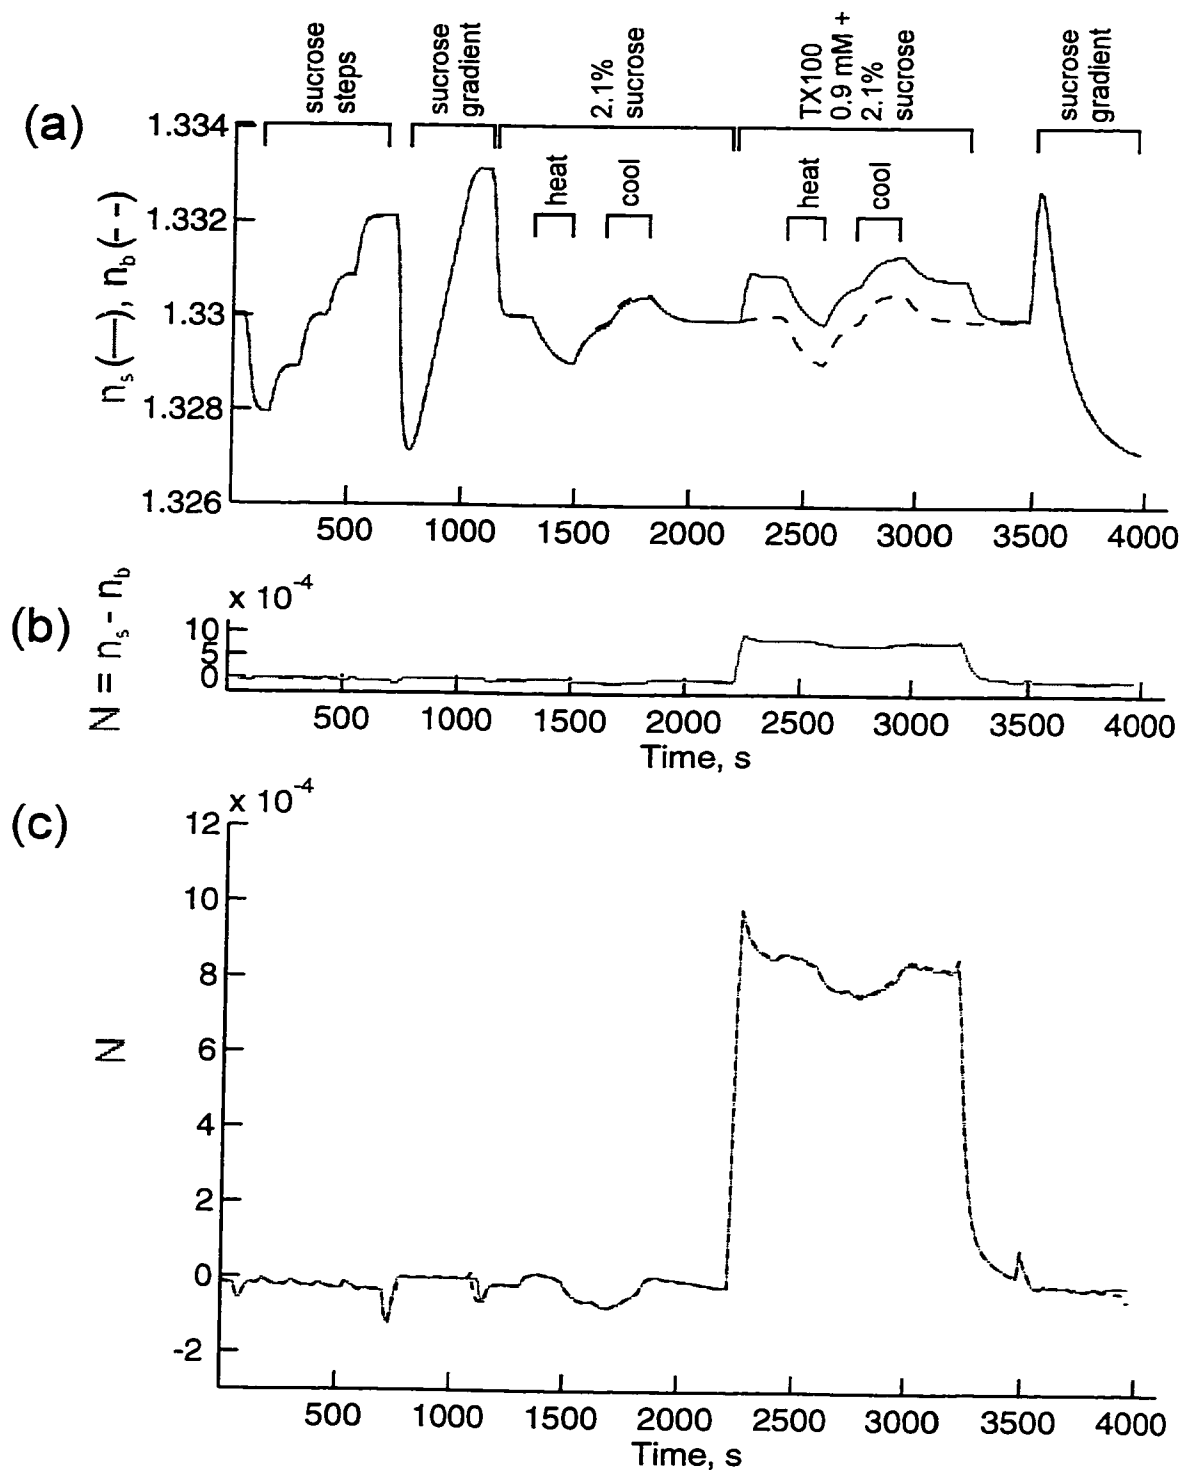 sucrose
steps
sucrose
gradient
2.1%
sucrose
TX100
0.9 mM +
2.1%
sucrose
sucrose
gradient
(a)
1.334
heat
cool
heat
cool
1.332
1.33
1.328
1.326
n_s (—), n_b (- -)
500 1000 1500 2000 2500 3000 3500 4000
(b)
x 10^-4
10
5
0
N = n_s - n_b
500 1000 1500 2000 2500 3000 3500 4000
Time, s
(c)
x 10^-4
12
10
8
6
N
4
2
0
-2
500 1000 1500 2000 2500 3000 3500 4000
Time, s